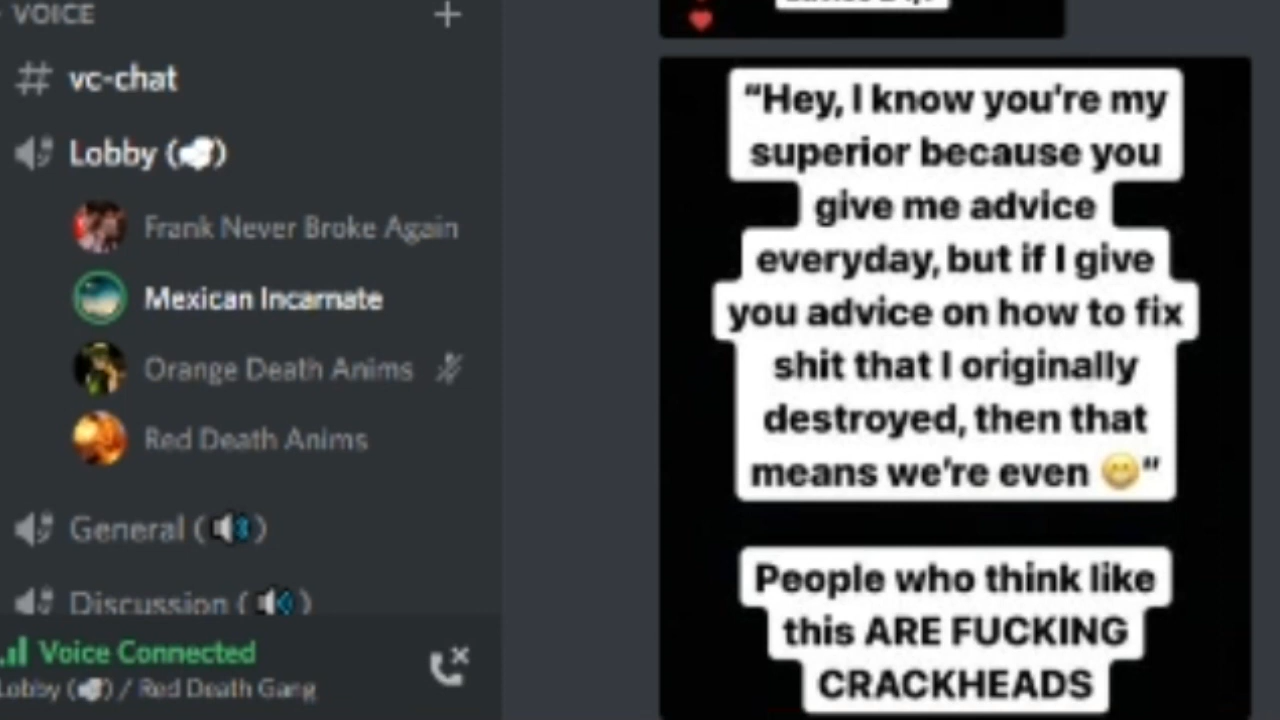 VOICE
vc-chat
Lobby ( )
Frank Never Broke Again
Mexican Incarnate
Orange Death Anims
Red Death Anims
General (🔊)
Discussion (🔊)
Voice Connected
Lobby ( ) / Red Death Gang
“Hey, I know you’re my
superior because you
give me advice
everyday, but if I give
you advice on how to fix
shit that I originally
destroyed, then that
means we’re even 😁“
People who think like
this ARE FUCKING
CRACKHEADS